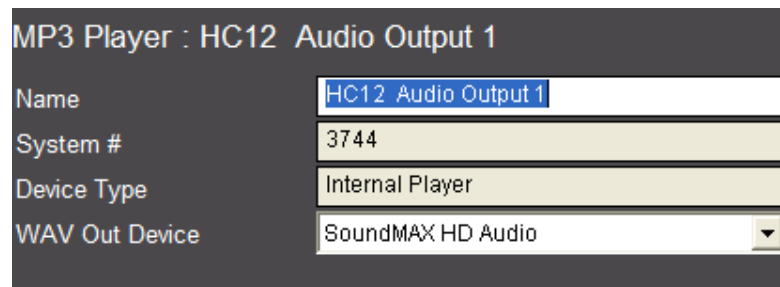 MP3 Player : HC12  Audio Output 1
Name HC12  Audio Output 1
System # 3744
Device Type Internal Player
WAV Out Device SoundMAX HD Audio